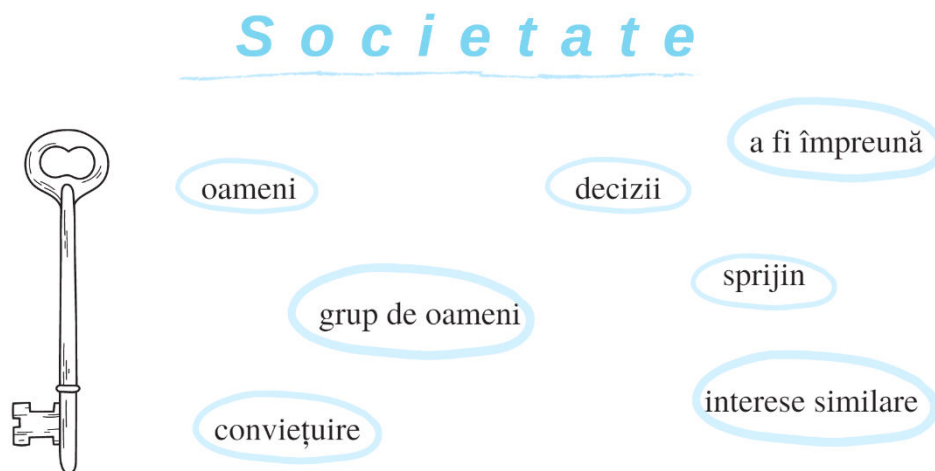 Societate
a fi împreună
oameni
decizii
sprijin
grup de oameni
interese similare
conviețuire